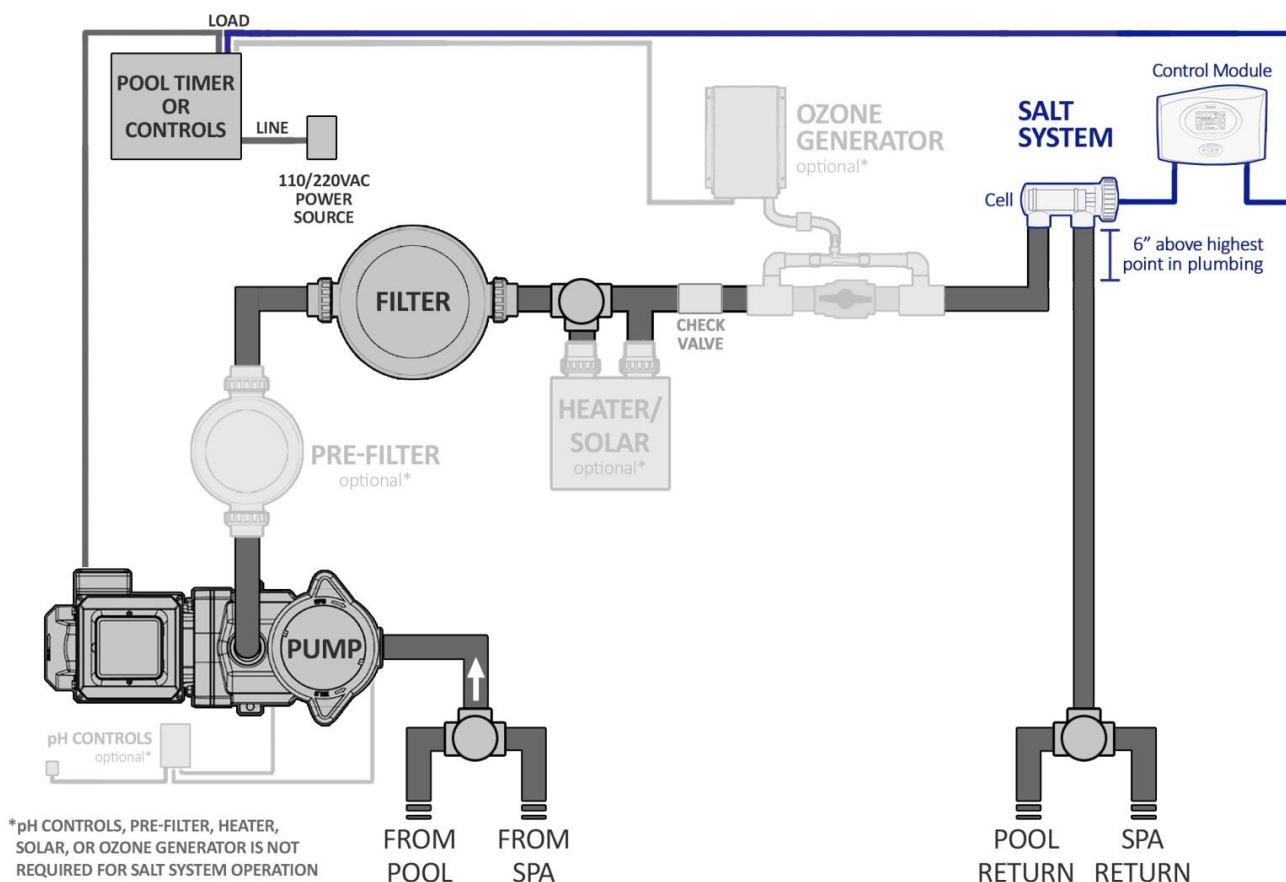 LOAD
POOL TIMER
OR
CONTROLS
LINE
110/220VAC
POWER
SOURCE
OZONE
GENERATOR
optional*
SALT
SYSTEM
Control Module
Cell
6” above highest
point in plumbing
FILTER
CHECK
VALVE
HEATER/
SOLAR
optional*
PRE-FILTER
optional*
PUMP
pH CONTROLS
optional*
*pH CONTROLS, PRE-FILTER, HEATER,
SOLAR, OR OZONE GENERATOR IS NOT
REQUIRED FOR SALT SYSTEM OPERATION
FROM
POOL
FROM
SPA
POOL
RETURN
SPA
RETURN